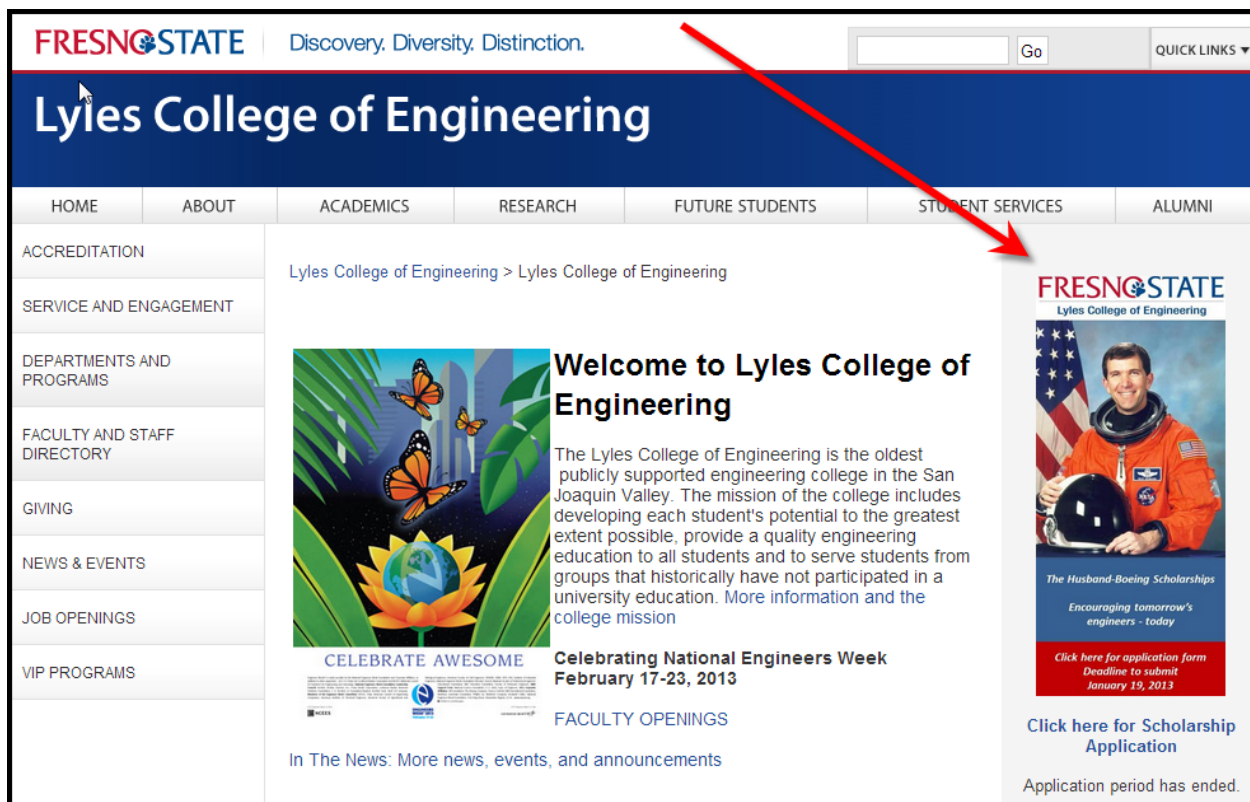 FRESNO STATE
Discovery. Diversity. Distinction.
Go
QUICK LINKS
Lyles College of Engineering
HOME
ABOUT
ACADEMICS
RESEARCH
FUTURE STUDENTS
STUDENT SERVICES
ALUMNI
ACCREDITATION
SERVICE AND ENGAGEMENT
DEPARTMENTS AND
PROGRAMS
FACULTY AND STAFF
DIRECTORY
GIVING
NEWS & EVENTS
JOB OPENINGS
VIP PROGRAMS
Lyles College of Engineering > Lyles College of Engineering
CELEBRATE AWESOME
NCEES
Welcome to Lyles College of
Engineering
The Lyles College of Engineering is the oldest
publicly supported engineering college in the San
Joaquin Valley. The mission of the college includes
developing each student's potential to the greatest
extent possible, provide a quality engineering
education to all students and to serve students from
groups that historically have not participated in a
university education. More information and the
college mission
Celebrating National Engineers Week
February 17-23, 2013
FACULTY OPENINGS
In The News: More news, events, and announcements
FRESNO STATE
Lyles College of Engineering
NASA
The Husband-Boeing Scholarships
Encouraging tomorrow's
engineers - today
Click here for application form
Deadline to submit
January 19, 2013
Click here for Scholarship
Application
Application period has ended.